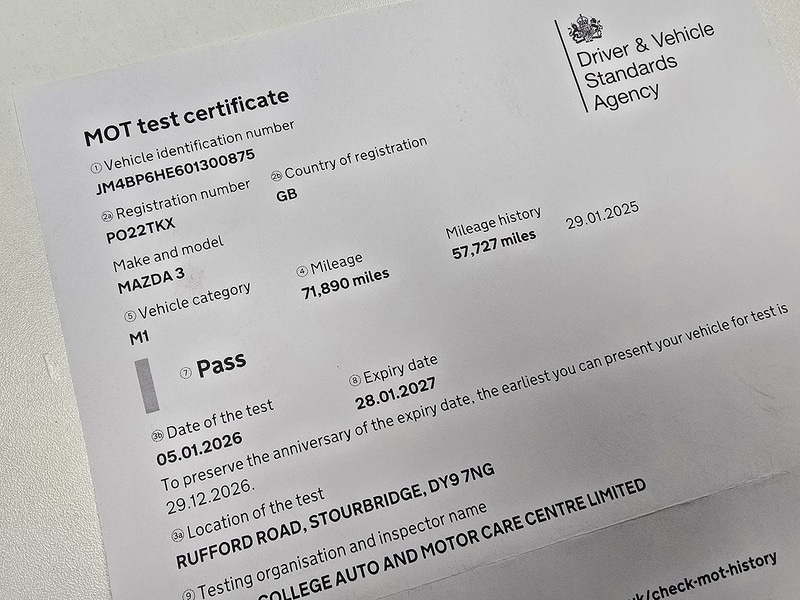 Driver & Vehicle
Standards
Agency
MOT test certificate
1 Vehicle identification number
JM4BP6HE601300875
2a Registration number
PO22TKX
2b Country of registration
GB
Make and model
MAZDA 3
4 Mileage
71,890 miles
Mileage history
57,727 miles 29.01.2025
5 Vehicle category
M1
7 Pass
3b Date of the test
05.01.2026
8 Expiry date
28.01.2027
To preserve the anniversary of the expiry date, the earliest you can present your vehicle for test is
29.12.2026.
3a Location of the test
RUFFORD ROAD, STOURBRIDGE, DY9 7NG
9 Testing organisation and inspector name
COLLEGE AUTO AND MOTOR CARE CENTRE LIMITED
uk/check-mot-history